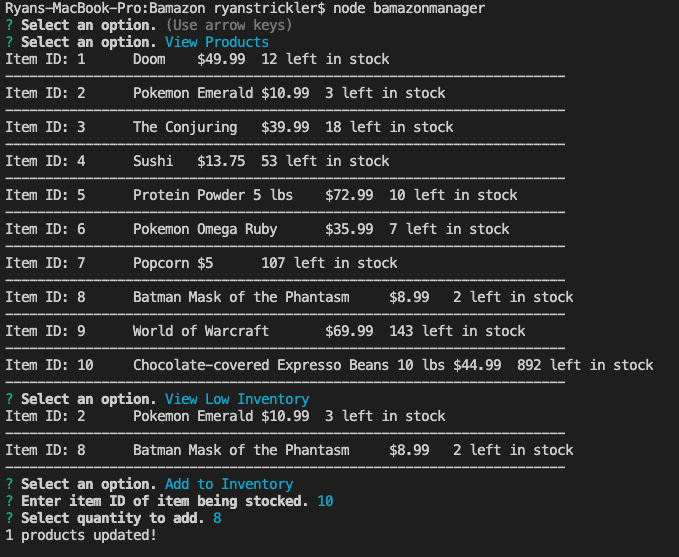 Ryans-MacBook-Pro:Bamazon ryanstrickler$ node bamazonmanager
? Select an option. (Use arrow keys)
? Select an option. View Products
Item ID: 1 Doom $49.99 12 left in stock
Item ID: 2 Pokemon Emerald $10.99 3 left in stock
Item ID: 3 The Conjuring $39.99 18 left in stock
Item ID: 4 Sushi $13.75 53 left in stock
Item ID: 5 Protein Powder 5 lbs $72.99 10 left in stock
Item ID: 6 Pokemon Omega Ruby $35.99 7 left in stock
Item ID: 7 Popcorn $5 107 left in stock
Item ID: 8 Batman Mask of the Phantasm $8.99 2 left in stock
Item ID: 9 World of Warcraft $69.99 143 left in stock
Item ID: 10 Chocolate-covered Expresso Beans 10 lbs $44.99 892 left in stock
? Select an option. View Low Inventory
Item ID: 2 Pokemon Emerald $10.99 3 left in stock
Item ID: 8 Batman Mask of the Phantasm $8.99 2 left in stock
? Select an option. Add to Inventory
? Enter item ID of item being stocked. 10
? Select quantity to add. 8
1 products updated!